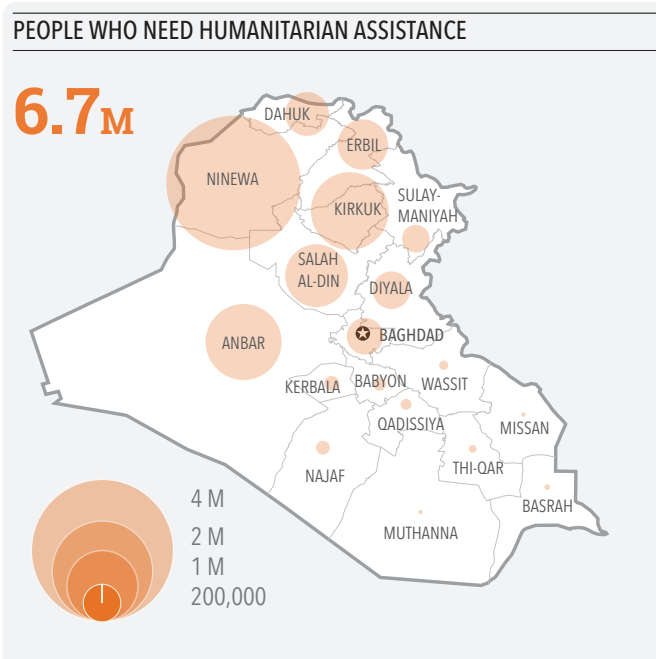 PEOPLE WHO NEED HUMANITARIAN ASSISTANCE
6.7M
DAHUK
ERBIL
NINEWA
SULAY-
MANIYAH
KIRKUK
SALAH
AL-DIN
DIYALA
ANBAR
BAGHDAD
KERBALA
BABYON
WASSIT
QADISSIYA
MISSAN
NAJAF
THI-QAR
BASRAH
MUTHANNA
4 M
2 M
1 M
200,000